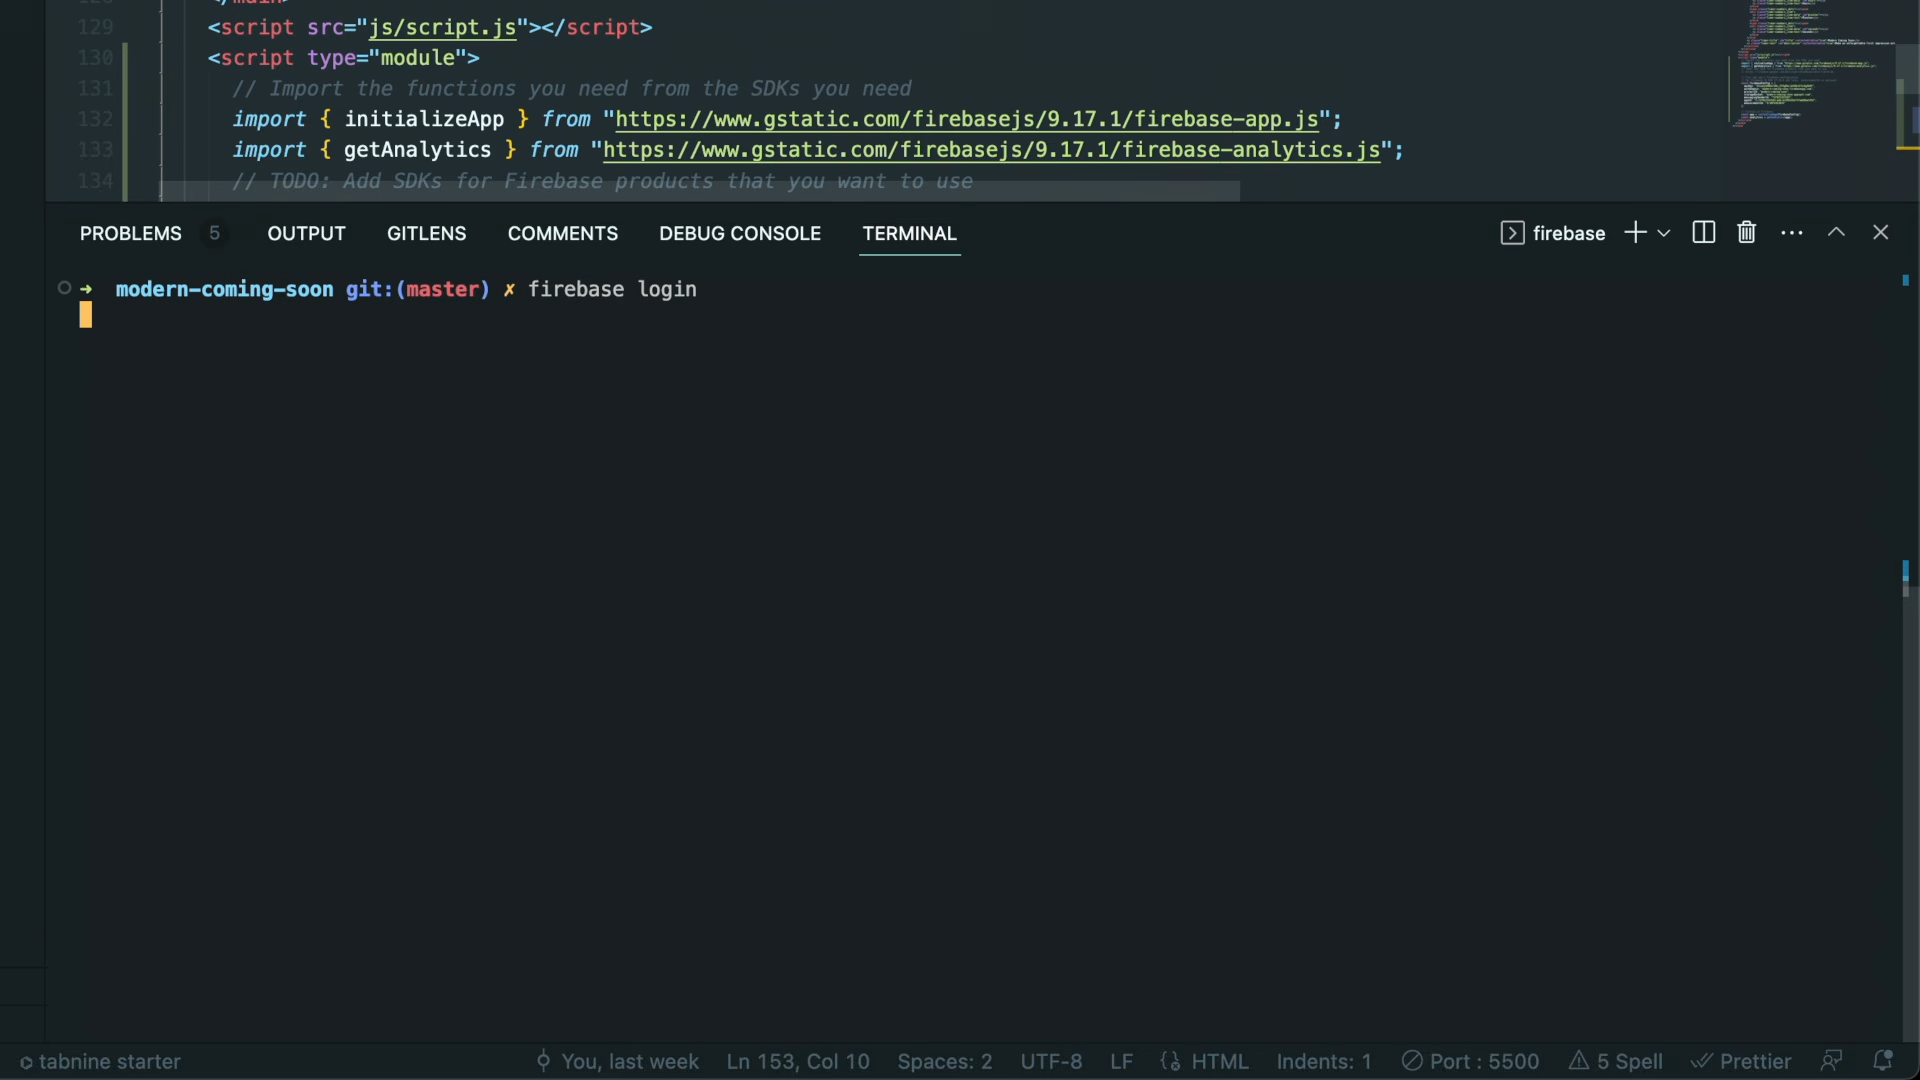 129 <script src="js/script.js"></script>
130 <script type="module">
131 // Import the functions you need from the SDKs you need
132 import { initializeApp } from "https://www.gstatic.com/firebasejs/9.17.1/firebase-app.js";
133 import { getAnalytics } from "https://www.gstatic.com/firebasejs/9.17.1/firebase-analytics.js";
134 // TODO: Add SDKs for Firebase products that you want to use
PROBLEMS 5 OUTPUT GITLENS COMMENTS DEBUG CONSOLE TERMINAL firebase
➜ modern-coming-soon git:(master) ✗ firebase login
tabnine starter You, last week Ln 153, Col 10 Spaces: 2 UTF-8 LF HTML Indents: 1 Port : 5500 5 Spell Prettier